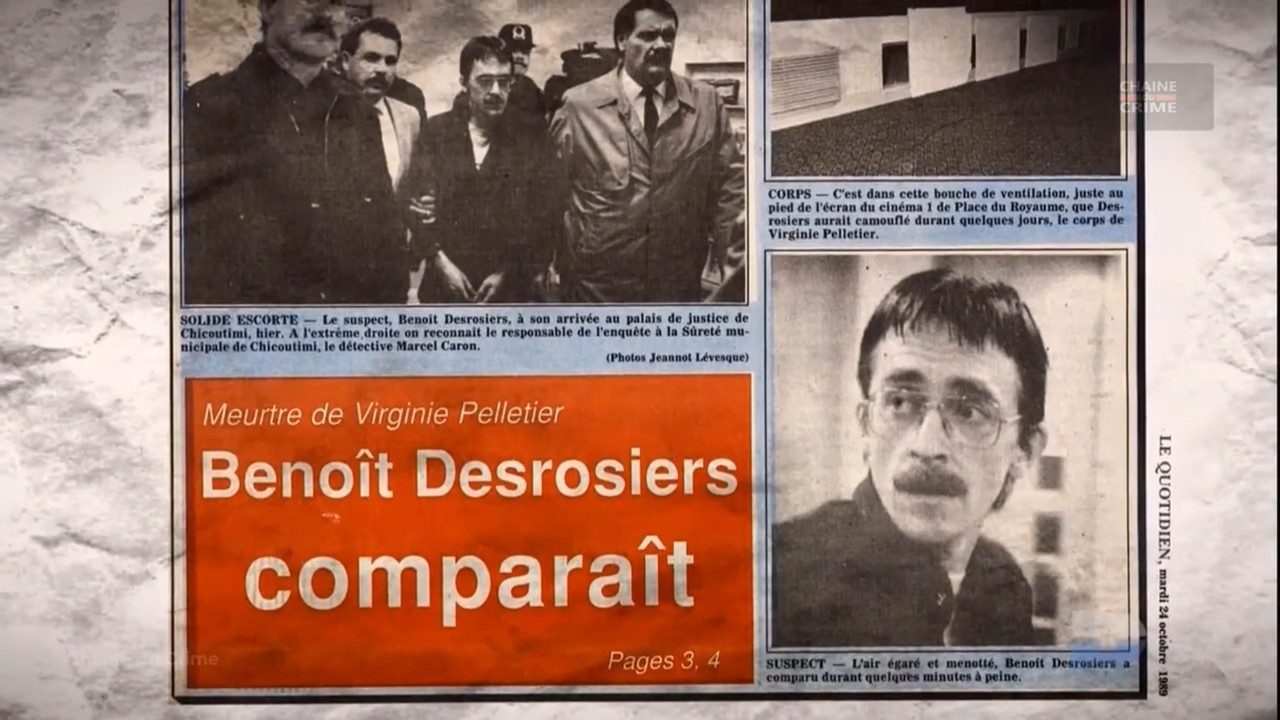 CHAINE
DU
CRIME
CORPS — C'est dans cette bouche de ventilation, juste au
pied de l'écran du cinéma 1 de Place du Royaume, que Des-
rosiers aurait camouflé durant quelques jours, le corps de
Virginie Pelletier.
SOLIDE ESCORTE — Le suspect, Benoit Desrosiers, à son arrivée au palais de justice de
Chicoutimi, hier. A l'extrême droite on reconnait le responsable de l'enquête à la Sûreté mu-
nicipale de Chicoutimi, le détective Marcel Caron.
(Photos Jeannot Lévesque)
Meurtre de Virginie Pelletier
Benoît Desrosiers
comparaît
Pages 3, 4
SUSPECT — L'air égaré et menotté, Benoit Desrosiers a
comparu durant quelques minutes à peine.
LE QUOTIDIEN, mardi 24 octobre 1989